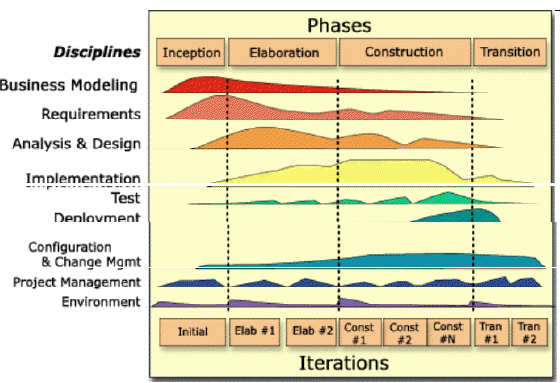 Phases
Disciplines
Inception
Elaboration
Construction
Transition
Business Modeling
Requirements
Analysis & Design
Implementation
Test
Deployment
Configuration
& Change Mgmt
Project Management
Environment
Initial
Elab #1
Elab #2
Const
#1
Const
#2
Const
#N
Tran
#1
Tran
#2
Iterations